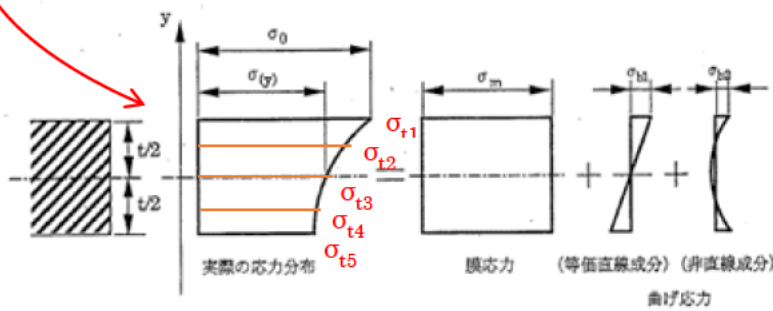 y
σ0
σ(y)
σm
σb1
σb2
t/2
t/2
σt1
σt2
σt3
σt4
σt5
=
+
+
実際の応力分布
膜応力
(等価直線成分)
(非直線成分)
曲げ応力